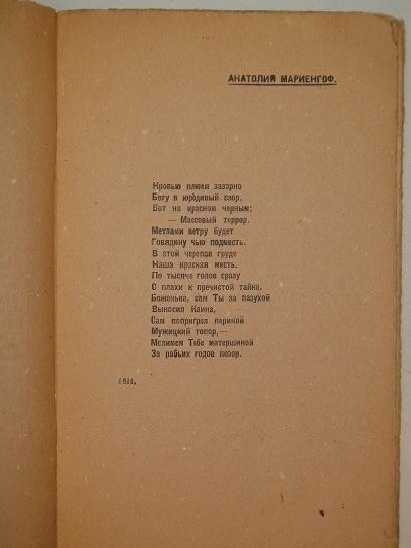 АНАТОЛИЙ МАРИЕНГОФ.
Кровью плюем зазорно
Богу в юродивый взор,
Вот на красном черным:
— Массовый террор.
Метлами ветру будет
Говядину чью подместь.
В этой черепов груде
Наша красная месть.
По тысяче голов сразу
С плахи к пречистой тайне.
Боженька, сам Ты за пазухой
Выносил Каина,
Сам попригрел периной
Мужицкий топор,—
Молимся Тебе матершиной
За рабьих годов позор.
1918.